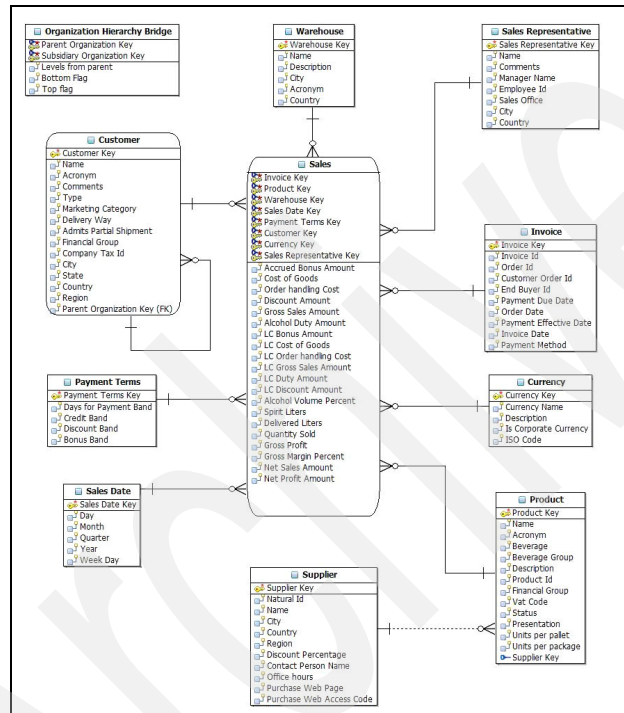 Organization Hierarchy Bridge
Parent Organization Key
Subsidiary Organization Key
Levels from parent
Bottom Flag
Top flag
Warehouse
Warehouse Key
Name
Description
City
Acronym
Country
Sales Representative
Sales Representative Key
Name
Comments
Manager Name
Employee Id
Sales Office
City
Country
Customer
Customer Key
Name
Acronym
Comments
Type
Marketing Category
Delivery Way
Admits Partial Shipment
Financial Group
Company Tax Id
City
State
Country
Region
Parent Organization Key (FK)
Sales
Invoice Key
Product Key
Warehouse Key
Sales Date Key
Payment Terms Key
Customer Key
Currency Key
Sales Representative Key
Accrued Bonus Amount
Cost of Goods
Order handling Cost
Discount Amount
Gross Sales Amount
Alcohol Duty Amount
LC Bonus Amount
LC Cost of Goods
LC Order handling Cost
LC Gross Sales Amount
LC Duty Amount
LC Discount Amount
Alcohol Volume Percent
Spirit Liters
Delivered Liters
Quantity Sold
Gross Profit
Gross Margin Percent
Net Sales Amount
Net Profit Amount
Invoice
Invoice Key
Invoice Id
Order Id
Customer Order Id
End Buyer Id
Payment Due Date
Order Date
Payment Effective Date
Invoice Date
Payment Method
Payment Terms
Payment Terms Key
Days for Payment Band
Credit Band
Discount Band
Bonus Band
Currency
Currency Key
Currency Name
Description
Is Corporate Currency
ISO Code
Sales Date
Sales Date Key
Day
Month
Quarter
Year
Week Day
Product
Product Key
Name
Acronym
Beverage
Beverage Group
Description
Product Id
Financial Group
Vat Code
Status
Presentation
Units per pallet
Units per package
Supplier Key
Supplier
Supplier Key
Natural Id
Name
City
Country
Region
Discount Percentage
Contact Person Name
Office hours
Purchase Web Page
Purchase Web Access Code